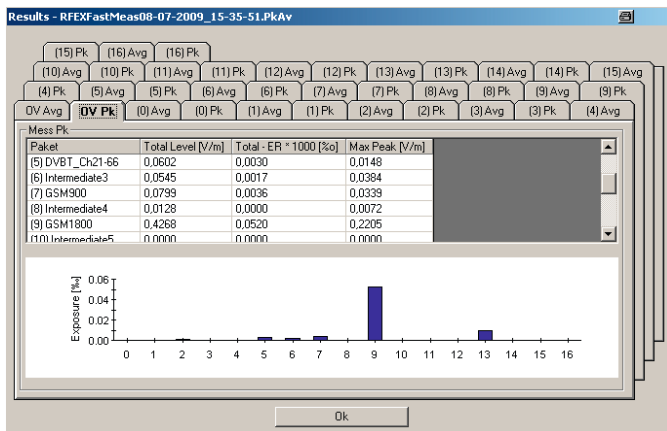 Results - RFEXFastMeas08-07-2009_15-35-51.PkAv
(15) Pk (16) Avg (16) Pk
(10) Avg (10) Pk (11) Avg (11) Pk (12) Avg (12) Pk (13) Avg (13) Pk (14) Avg (14) Pk (15) Avg
(4) Pk (5) Avg (5) Pk (6) Avg (6) Pk (7) Avg (7) Pk (8) Avg (8) Pk (9) Avg (9) Pk
OV Avg OV Pk (0) Avg (0) Pk (1) Avg (1) Pk (2) Avg (2) Pk (3) Avg (3) Pk (4) Avg
Mess Pk
Paket Total Level [V/m] Total - ER * 1000 [%o] Max Peak [V/m]
(5) DVBT_Ch21-66 0,0602 0,0030 0,0148
(6) Intermediate3 0,0545 0,0017 0,0384
(7) GSM900 0,0799 0,0036 0,0339
(8) Intermediate4 0,0128 0,0000 0,0072
(9) GSM1800 0,4268 0,0520 0,2205
(10) Intermediate5 0,0000 0,0000 0,0000
Exposure [‰]
0.06
0.04
0.02
0.00
0 1 2 3 4 5 6 7 8 9 10 11 12 13 14 15 16
Ok